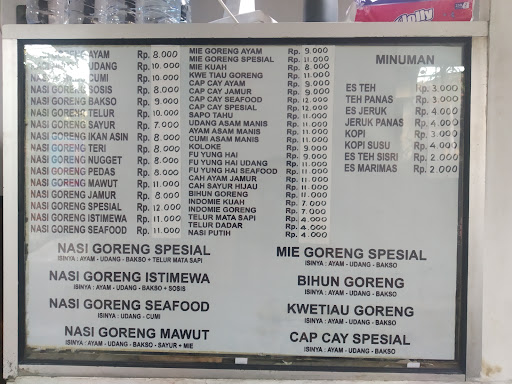 NASI GORENG AYAM Rp. 8.000
NASI GORENG UDANG Rp. 10.000
NASI GORENG CUMI Rp. 10.000
NASI GORENG SOSIS Rp. 8.000
NASI GORENG BAKSO Rp. 9.000
NASI GORENG TELUR Rp. 10.000
NASI GORENG SAYUR Rp. 7.000
NASI GORENG IKAN ASIN Rp. 8.000
NASI GORENG TERI Rp. 8.000
NASI GORENG NUGGET Rp. 8.000
NASI GORENG PEDAS Rp. 8.000
NASI GORENG MAWUT Rp. 11.000
NASI GORENG JAMUR Rp. 8.000
NASI GORENG SPESIAL Rp. 12.000
NASI GORENG ISTIMEWA Rp. 11.000
NASI GORENG SEAFOOD Rp. 11.000
MIE GORENG AYAM Rp. 9.000
MIE GORENG SPESIAL Rp. 11.000
MIE KUAH Rp. 8.000
KWE TIAU GORENG Rp. 11.000
CAP CAY AYAM Rp. 9.000
CAP CAY JAMUR Rp. 9.000
CAP CAY SEAFOOD Rp. 12.000
CAP CAY SPESIAL Rp. 12.000
SAPO TAHU Rp. 11.000
UDANG ASAM MANIS Rp. 11.000
AYAM ASAM MANIS Rp. 11.000
CUMI ASAM MANIS Rp. 11.000
KOLOKE Rp. 11.000
FU YUNG HAI Rp.
FU YUNG HAI UDANG Rp. 11.000
FU YUNG HAI SEAFOOD Rp. 11.000
CAH AYAM JAMUR Rp. 11.000
CAH SAYUR HIJAU Rp. 11.000
BIHUN GORENG Rp. 11.000
INDOMIE KUAH Rp. 7.000
INDOMIE GORENG Rp. 7.000
TELUR MATA SAPI Rp. 4.000
TELUR DADAR Rp. 4.000
NASI PUTIH Rp. 4.000
MINUMAN
ES TEH Rp. 3.000
TEH PANAS Rp. 3.000
ES JERUK Rp. 4.000
JERUK PANAS Rp. 4.000
KOPI Rp. 3.000
KOPI SUSU Rp. 4.000
ES TEH SISRI Rp. 2.000
ES MARIMAS Rp. 2.000
NASI GORENG SPESIAL
ISINYA : AYAM - UDANG - BAKSO + TELUR MATA SAPI
NASI GORENG ISTIMEWA
ISINYA : AYAM - UDANG - BAKSO + SOSIS
NASI GORENG SEAFOOD
ISINYA : UDANG - CUMI
NASI GORENG MAWUT
ISINYA : AYAM - UDANG - BAKSO - SAYUR + MIE
MIE GORENG SPESIAL
ISINYA : AYAM - UDANG - BAKSO
BIHUN GORENG
ISINYA : AYAM - UDANG - BAKSO
KWETIAU GORENG
ISINYA : AYAM - UDANG - BAKSO
CAP CAY SPESIAL
ISINYA : AYAM - UDANG - BAKSO
Jolly